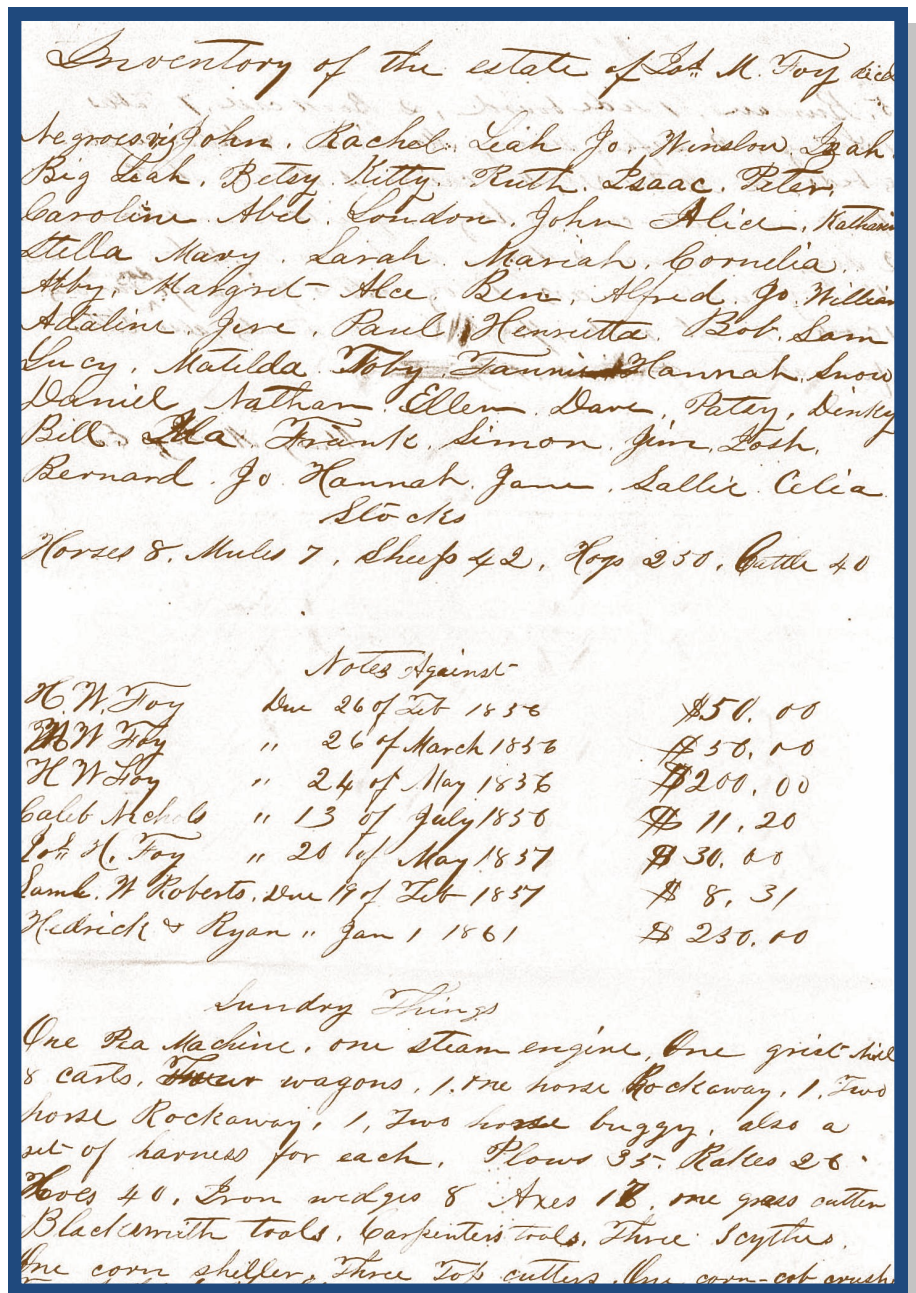 Inventory of the estate of Jos. M. Foy decd
Negroes viz John. Rachel. Leah Jo. Winslow Leah
Big Leah. Betsy. Kitty. Ruth. Isaac. Peter.
Caroline. Abel. London. John Alice. Katharine
Stella Mary. Sarah. Mariah. Cornelia.
Abby. Margret Alce. Ben. Alfred Jo. William
Adaline Jere. Paul Henrietta. Bob. Sam
Lucy. Matilda Toby. Fannie Hannah. Snow
Daniel Nathan. Ellen. Dave. Patsy. Dinky
Bill Ila Frank. Simon. Jim. Josh.
Bernard. Jo Hannah. Jane. Sallie. Celia
Stocks
Horses 8. Mules 7. Sheep 42. Hogs 250. Cattle 40
Notes Against
H. W. Foy Due 26 of Feb 1856 $50.00
H W Foy " 26 of March 1856 $50.00
H W Foy " 24 of May 1856 $200.00
Caleb Nichols " 13 of July 1856 $11.20
Jos. H. Foy " 20 of May 1857 $30.00
Saml. W Roberts. Due 19 of Feb 1857 $8.31
Hedrick & Ryan " Jan 1 1861 $250.00
Sundry Things
One Pea Machine. one steam engine. One grist mill
8 carts. Four wagons. 1. one horse Rockaway. 1. Two
horse Rockaway. 1, Two horse buggy. also a
set of harness for each. Plows 35. Rakes 26.
Hoes 40. Iron wedges 8 Axes 17. one grass cutter
Blacksmith tools. Carpenters tools. Three Scythes.
One corn sheller. Three Top cutters. One corn-cob crush